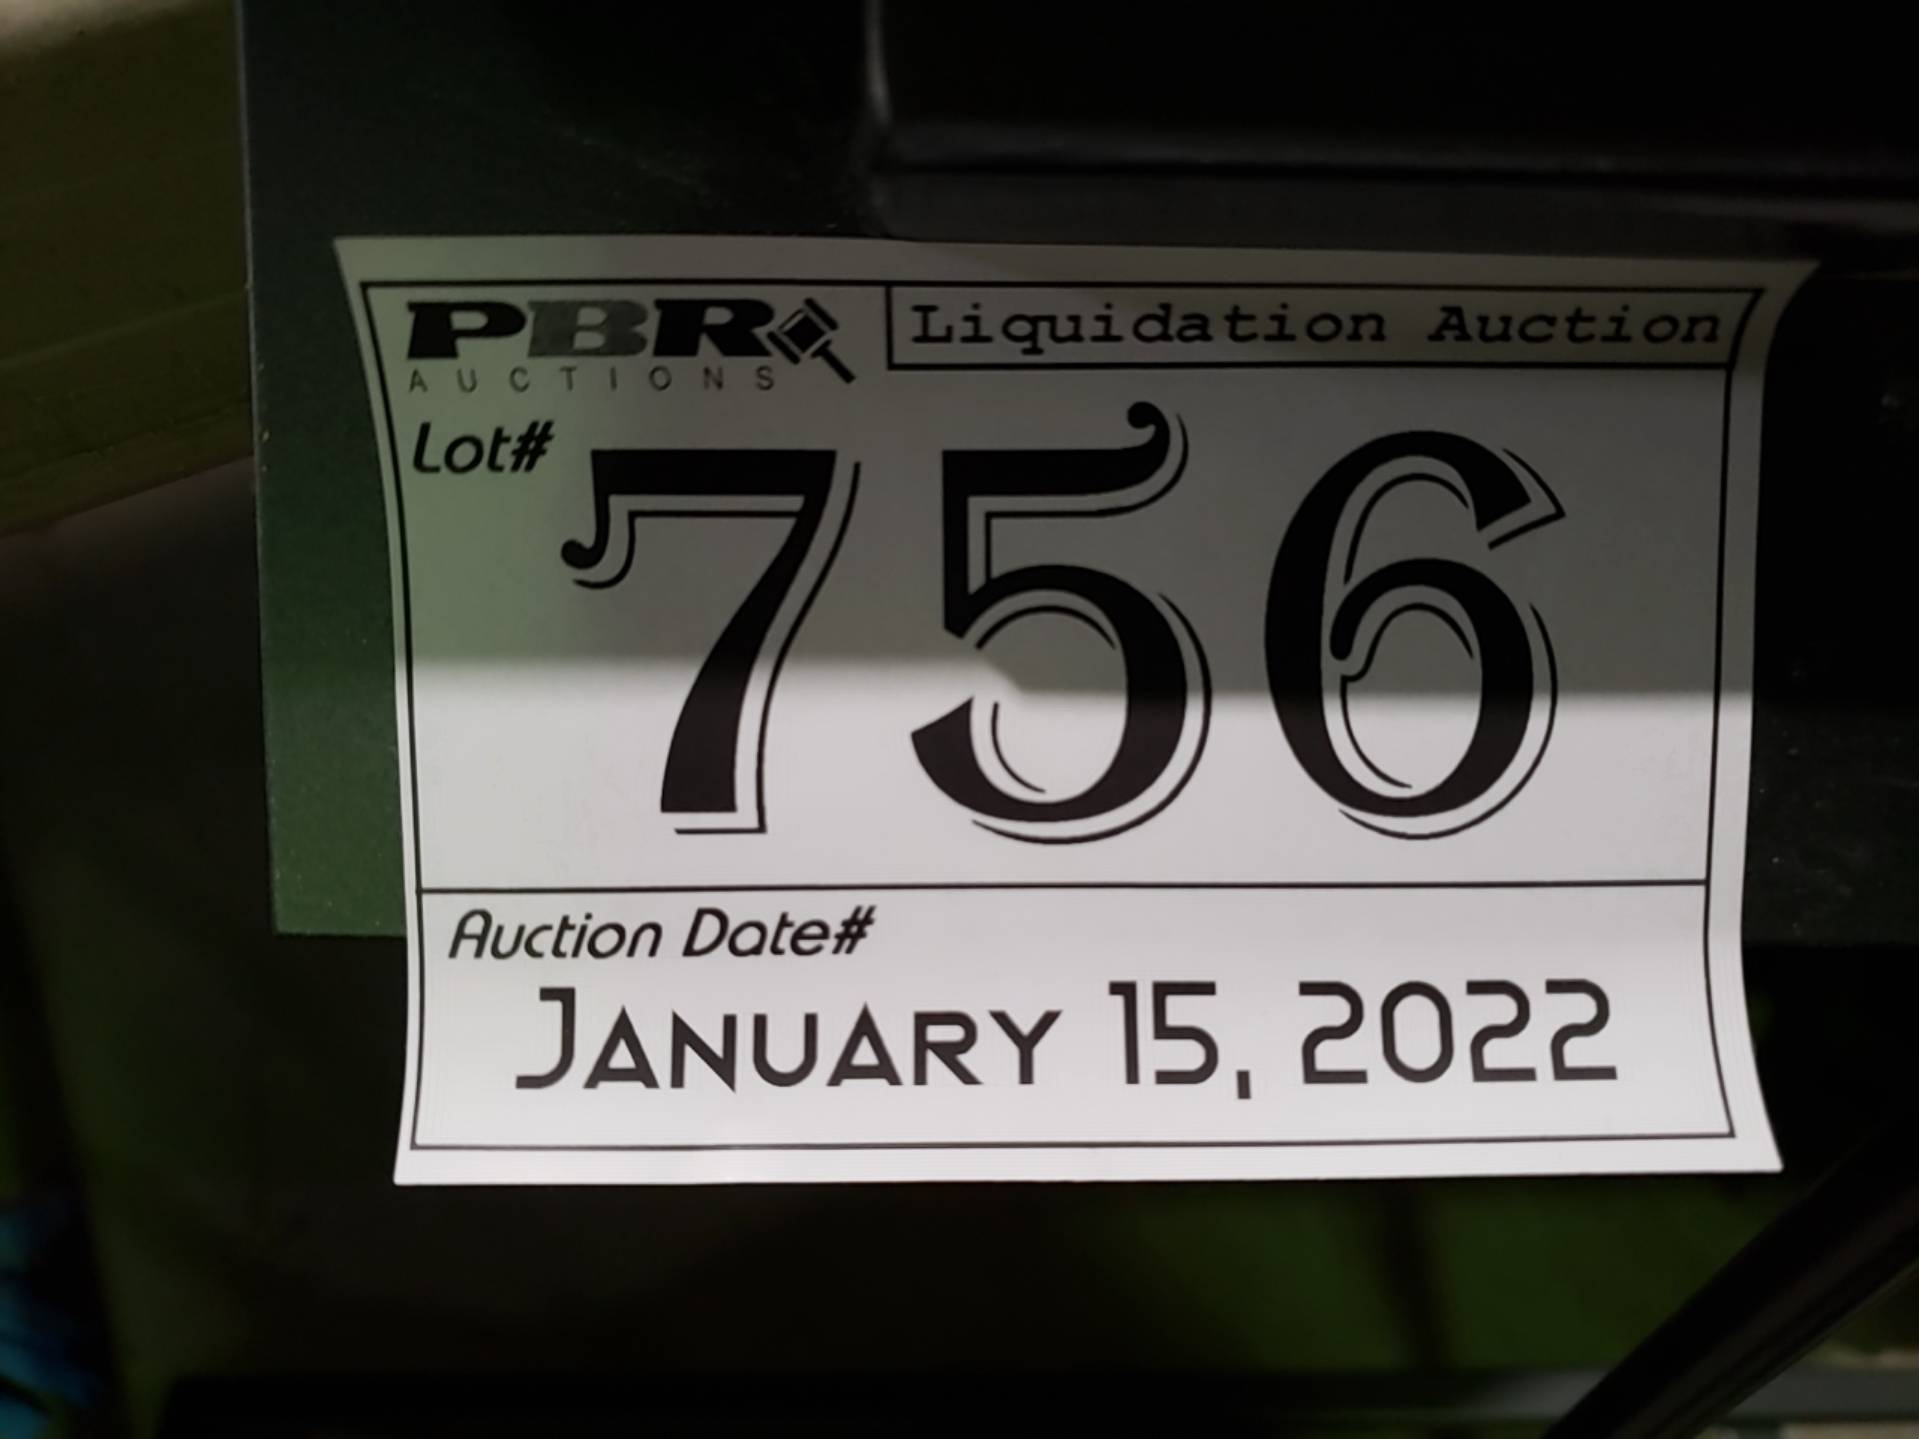 PBR
AUCTIONS
Liquidation Auction
Lot#
756
Auction Date#
January 15, 2022